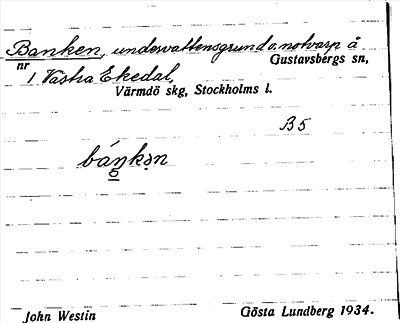 Banken, undervattensgrund o. notvarp å
nr 1 Västra Ekedal, Gustavsbergs sn,
Värmdö skg, Stockholms l.
B5
báŋkən
John Westin Gösta Lundberg 1934.